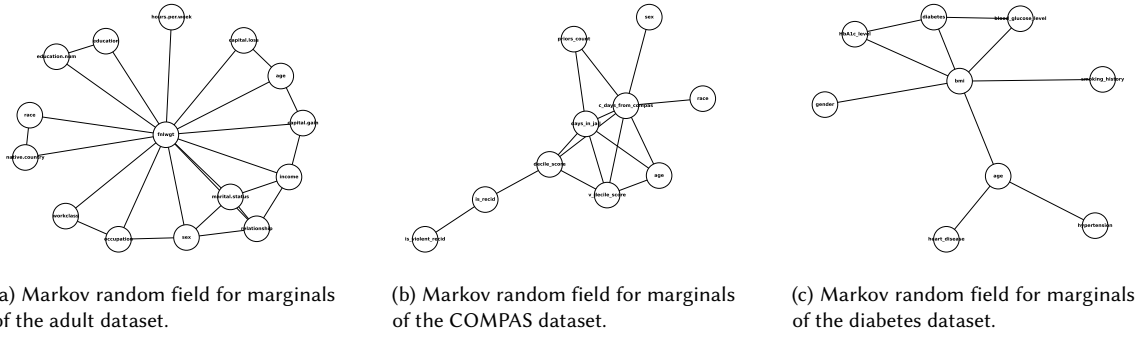 hours.per.week
education
capital.loss
education.num
age
race
capital.gain
fnlwgt
native.country
income
marital.status
workclass
relationship
occupation
sex
sex
priors_count
race
c_days_from_compas
days_in_jail
decile_score
age
v_decile_score
is_recid
is_violent_recid
diabetes
blood_glucose_level
HbA1c_level
bmi
smoking_history
gender
age
heart_disease
hypertension
a) Markov random field for marginals
of the adult dataset.
(b) Markov random field for marginals
of the COMPAS dataset.
(c) Markov random field for marginals
of the diabetes dataset.